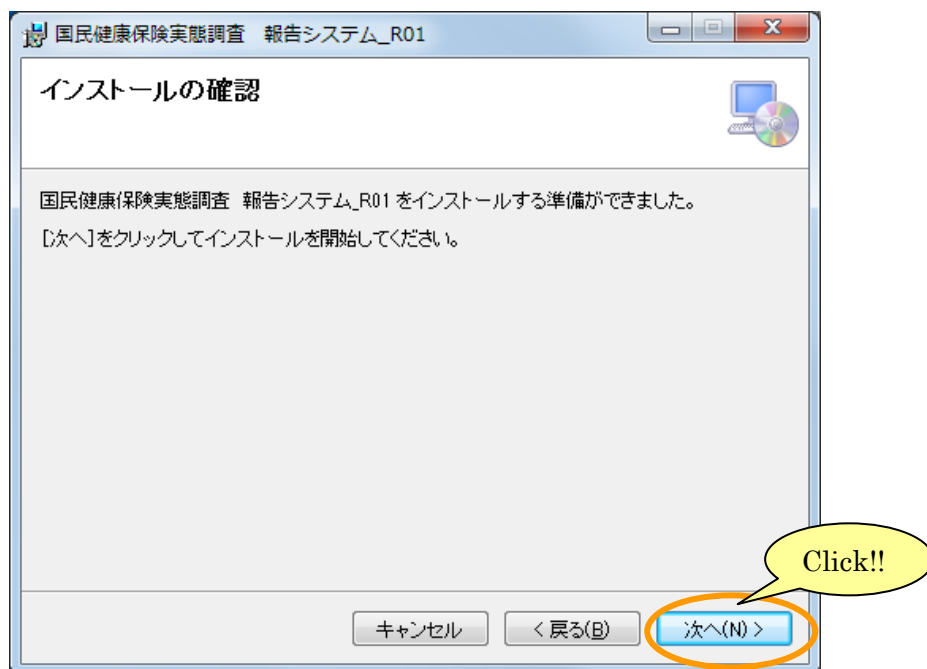 国民健康保険実態調査　報告システム_R01
インストールの確認
国民健康保険実態調査 報告システム_R01 をインストールする準備ができました。
[次へ]をクリックしてインストールを開始してください。
Click!!
キャンセル
< 戻る(B)
次へ(N) >